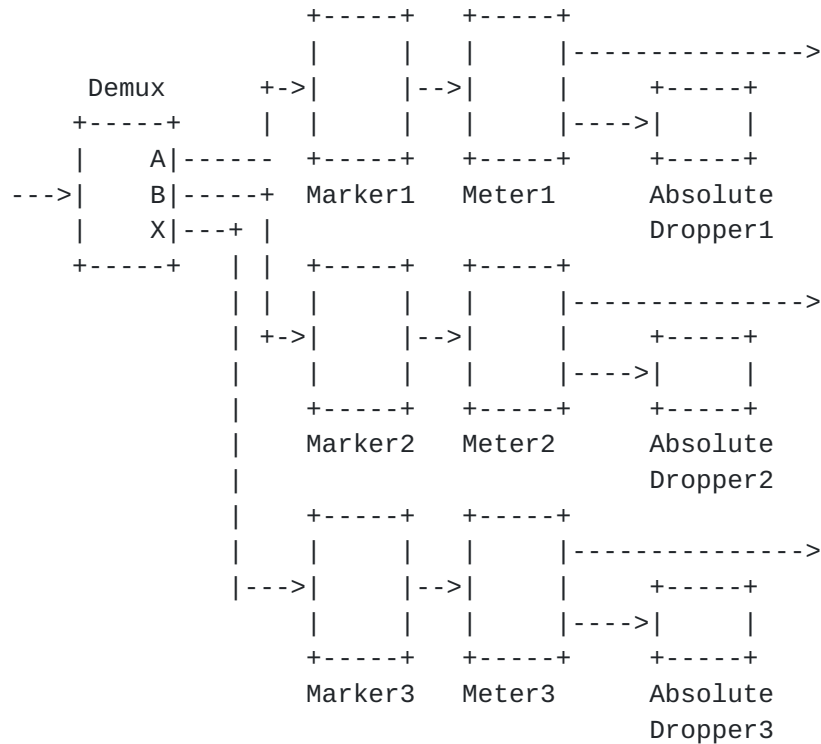 +-----+   +-----+
                   |     |   |     |--------------->
     Demux      +->|     |-->|     |     +-----+
    +-----+     |  |     |   |     |---->|     |
    |    A|------  +-----+   +-----+     +-----+
--->|    B|-----+  Marker1   Meter1      Absolute
    |    X|---+ |                        Dropper1
    +-----+   | |  +-----+   +-----+
              | |  |     |   |     |--------------->
              | +->|     |-->|     |     +-----+
              |    |     |   |     |---->|     |
              |    +-----+   +-----+     +-----+
              |    Marker2   Meter2      Absolute
              |                          Dropper2
              |    +-----+   +-----+
              |    |     |   |     |--------------->
              |--->|     |-->|     |     +-----+
                   |     |   |     |---->|     |
                   +-----+   +-----+     +-----+
                   Marker3   Meter3      Absolute
                                         Dropper3